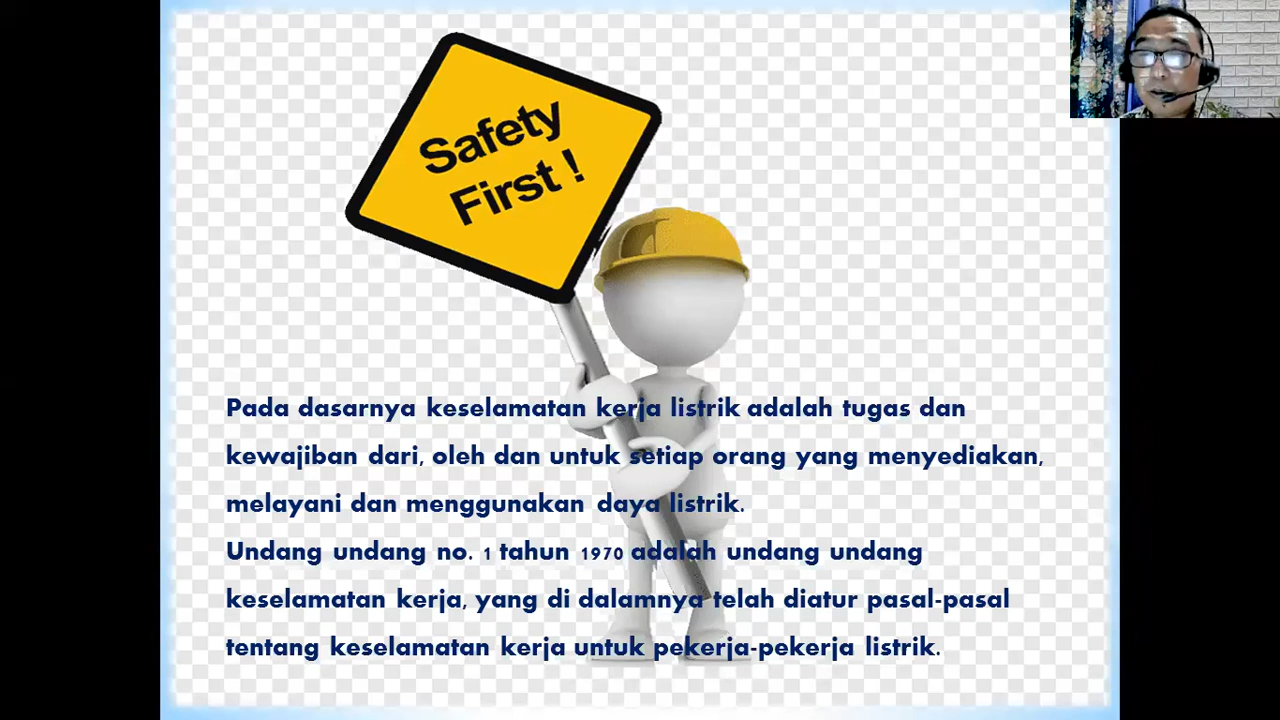 Safety
First !
Pada dasarnya keselamatan kerja listrik adalah tugas dan
kewajiban dari, oleh dan untuk setiap orang yang menyediakan,
melayani dan menggunakan daya listrik.
Undang undang no. 1 tahun 1970 adalah undang undang
keselamatan kerja, yang di dalamnya telah diatur pasal-pasal
tentang keselamatan kerja untuk pekerja-pekerja listrik.